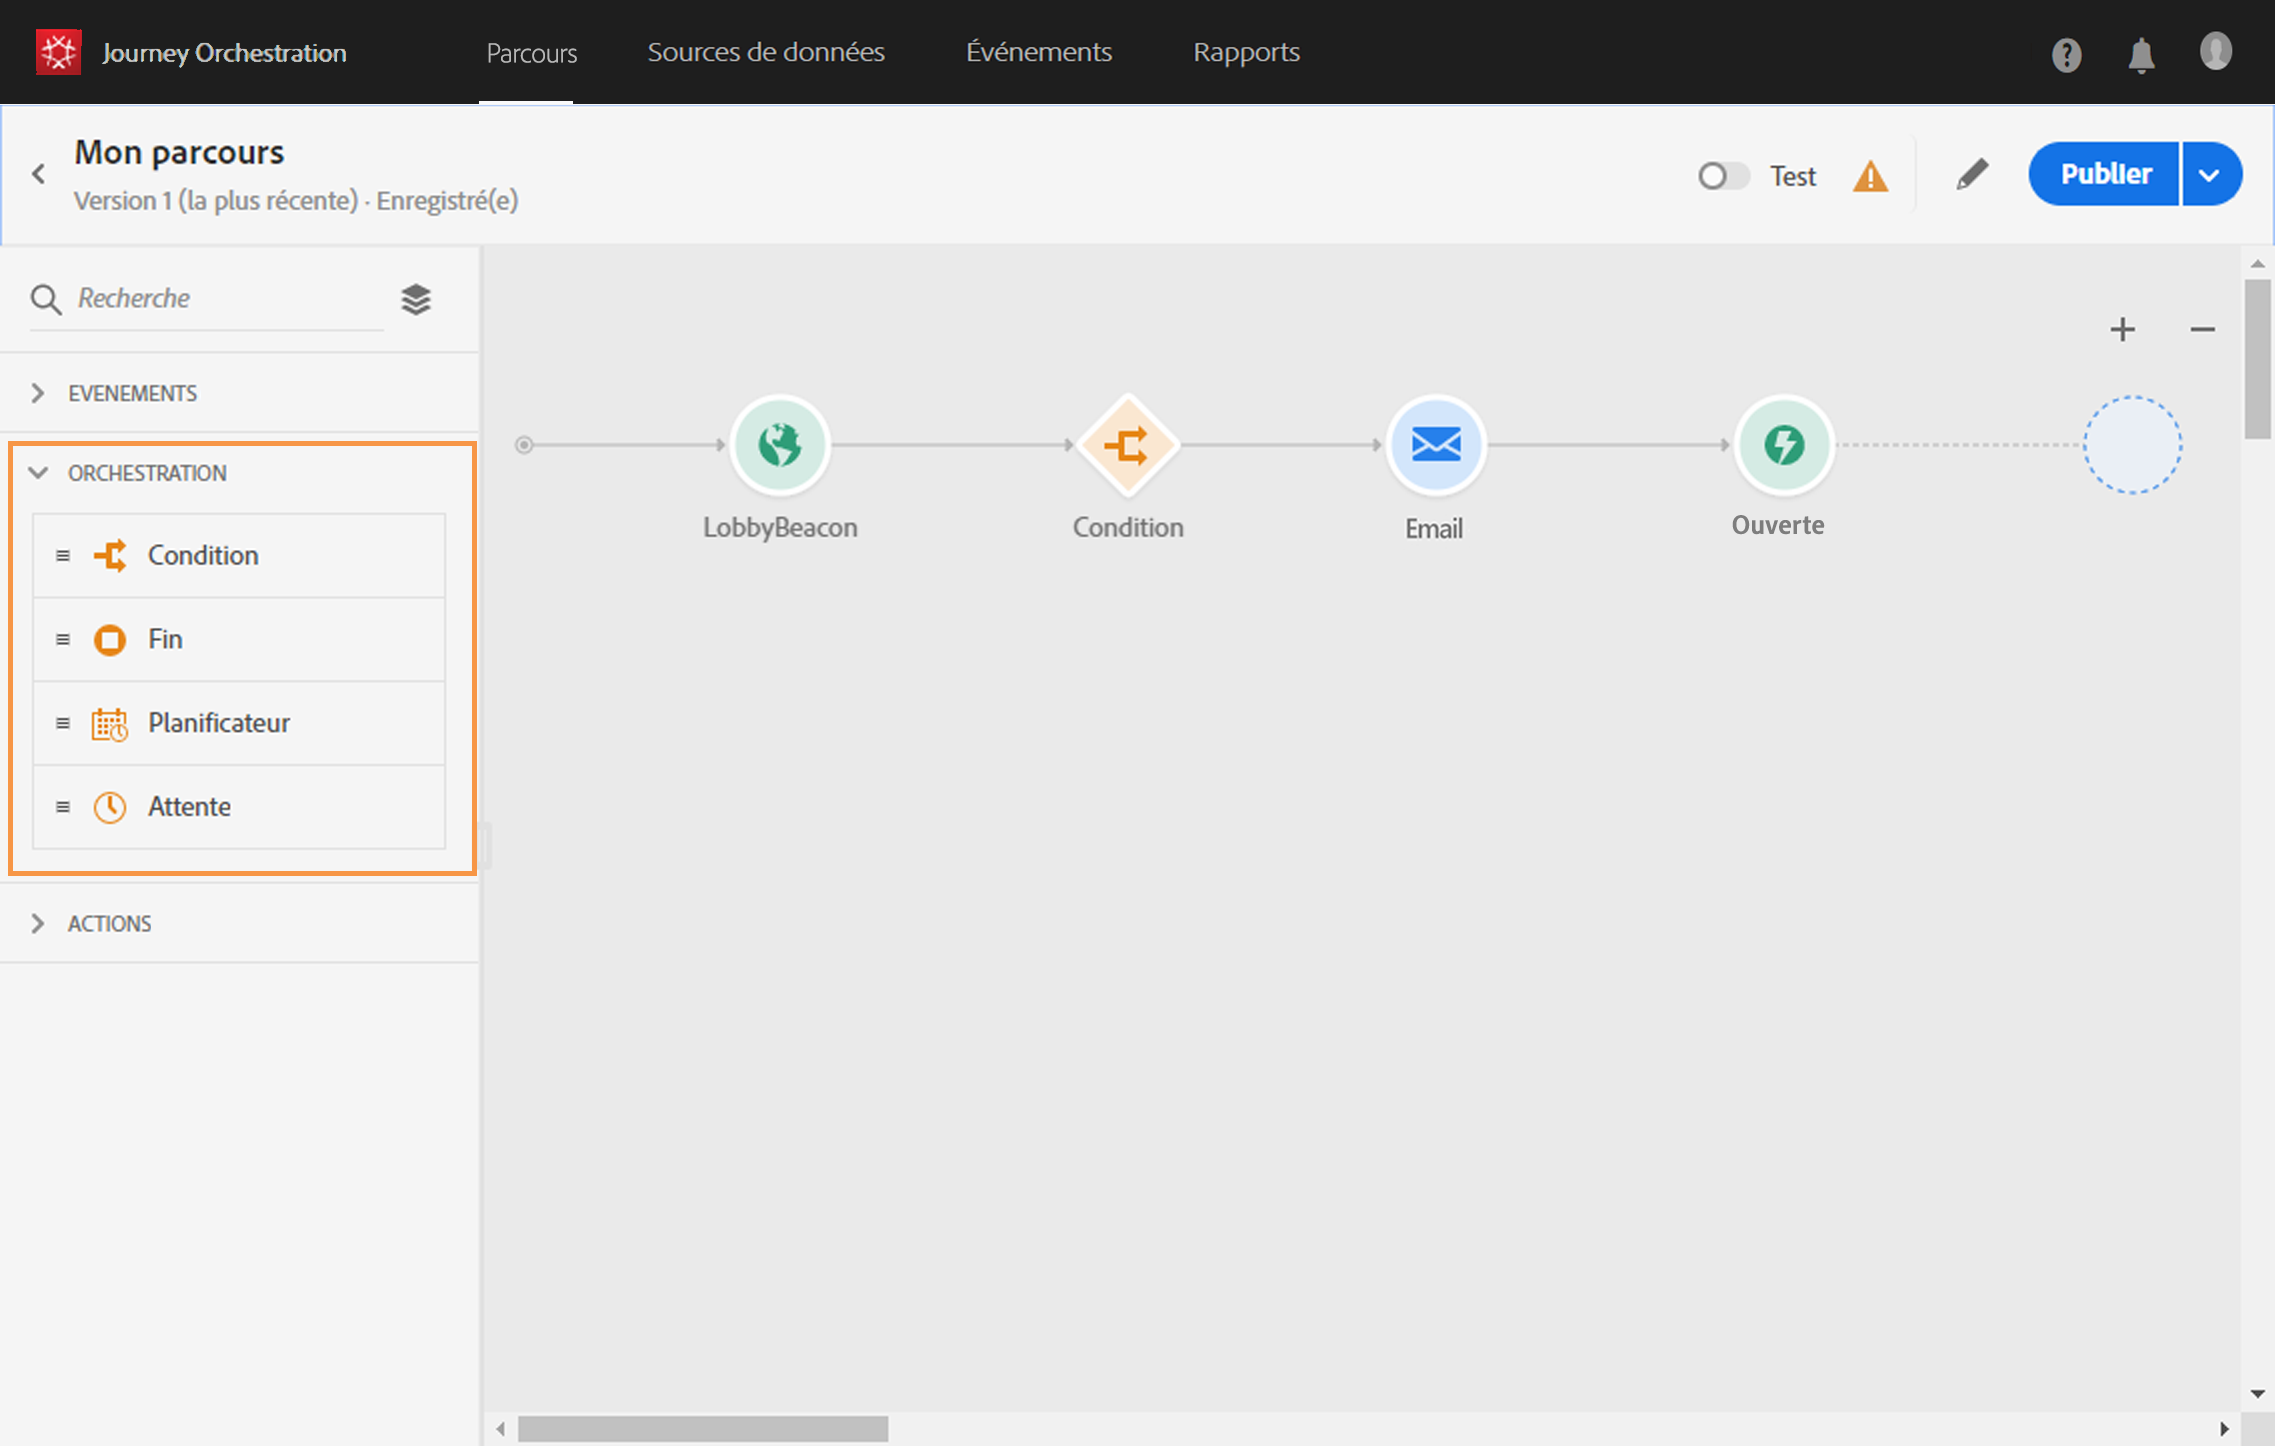 Journey Orchestration
Parcours
Sources de données
Événements
Rapports
Mon parcours
Version 1 (la plus récente) · Enregistré(e)
Test
Publier
Recherche
EVENEMENTS
ORCHESTRATION
Condition
Fin
Planificateur
Attente
ACTIONS
LobbyBeacon
Condition
Email
Ouverte